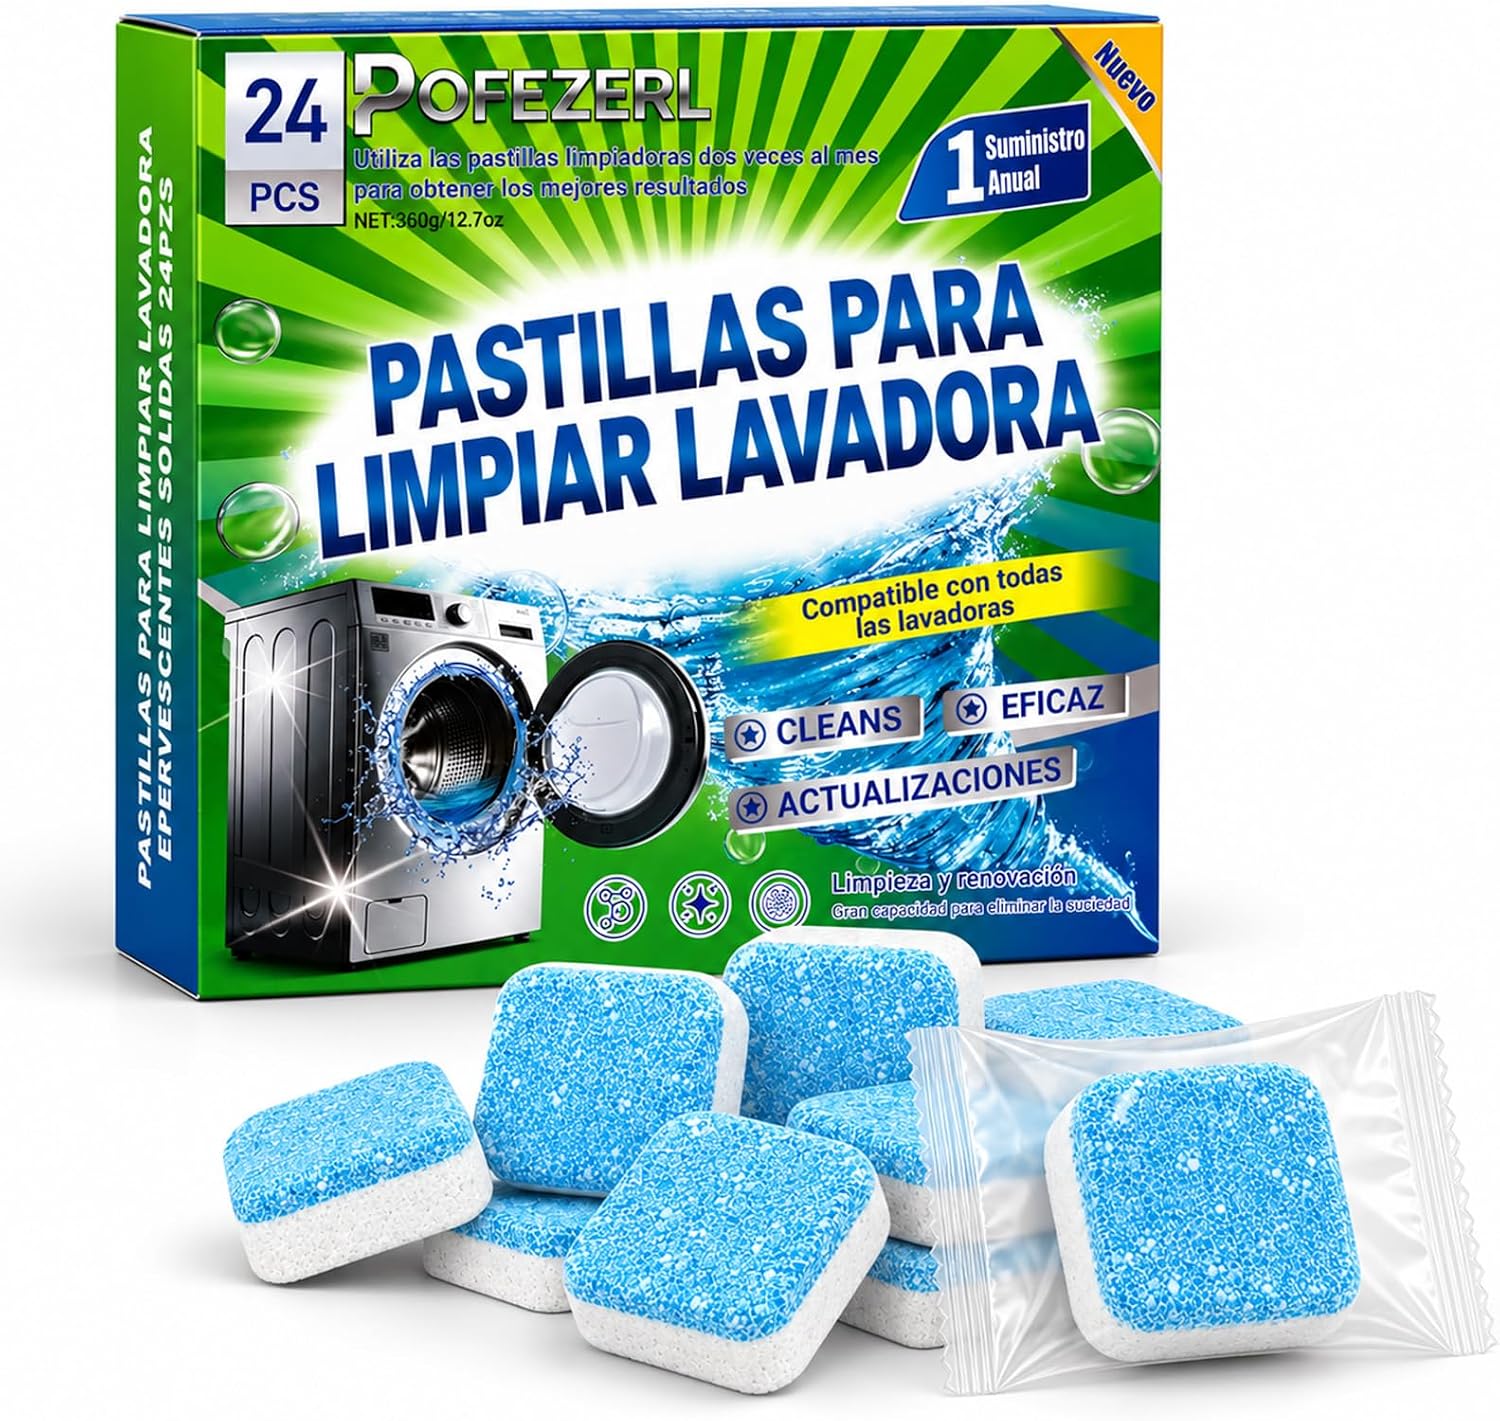 24
PCS
POFEZERL
Utiliza las pastillas limpiadoras dos veces al mes
para obtener los mejores resultados
NET:360g/12.7oz
1 Suministro
Anual
Nuevo
PASTILLAS PARA
LIMPIAR LAVADORA
Compatible con todas
las lavadoras
CLEANS
EFICAZ
ACTUALIZACIONES
Limpieza y renovación
Gran capacidad para eliminar la suciedad
PASTILLAS PARA LIMPIAR LAVADORA
EPERVESCENTES SOLIDAS 24PZS